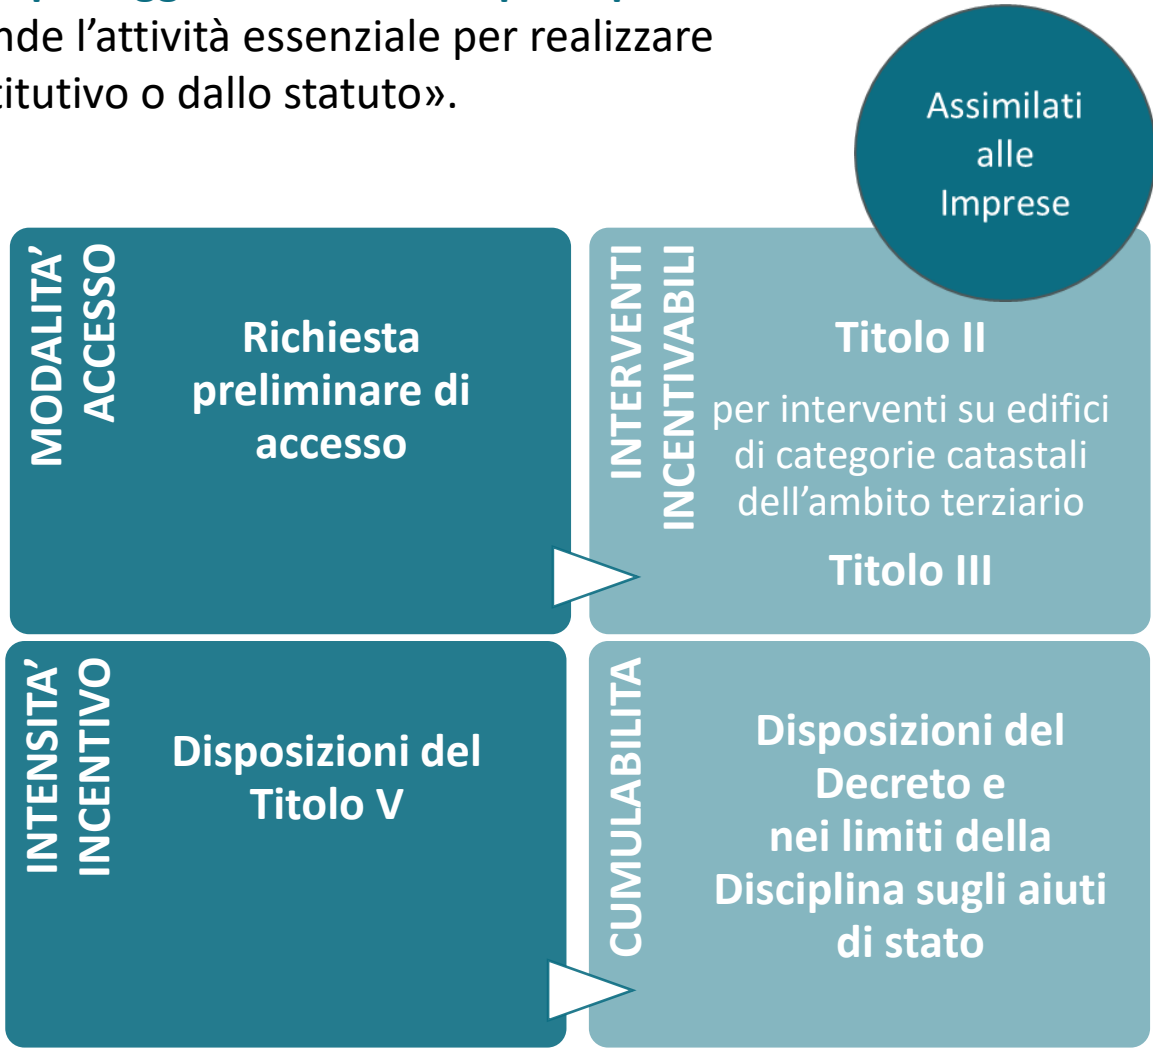 l'attività essenziale per realizzare
o dallo statuto».
Assimilati
alle
Imprese
MODALITA'
ACCESSO
Richiesta
preliminare di
accesso
INTERVENTI
INCENTIVABILI
Titolo II
per interventi su edifici
di categorie catastali
dell'ambito terziario
Titolo III
INTENSITA'
INCENTIVO
Disposizioni del
Titolo V
CUMULABILITA
Disposizioni del
Decreto e
nei limiti della
Disciplina sugli aiuti
di stato